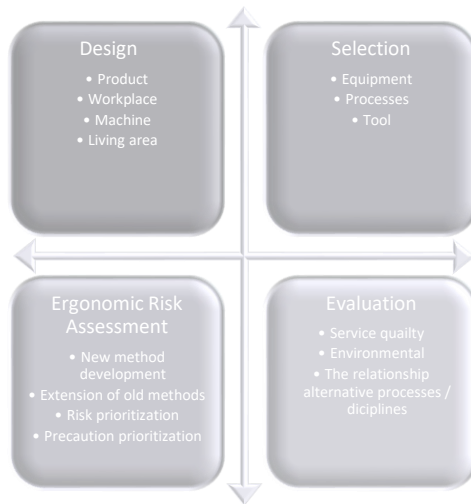 Design
• Product
• Workplace
• Machine
• Living area
Selection
• Equipment
• Processes
• Tool
Ergonomic Risk
Assessment
• New method
development
• Extension of old methods
• Risk prioritization
• Precaution prioritization
Evaluation
• Service quailty
• Environmental
• The relationship
alternative processes /
diciplines